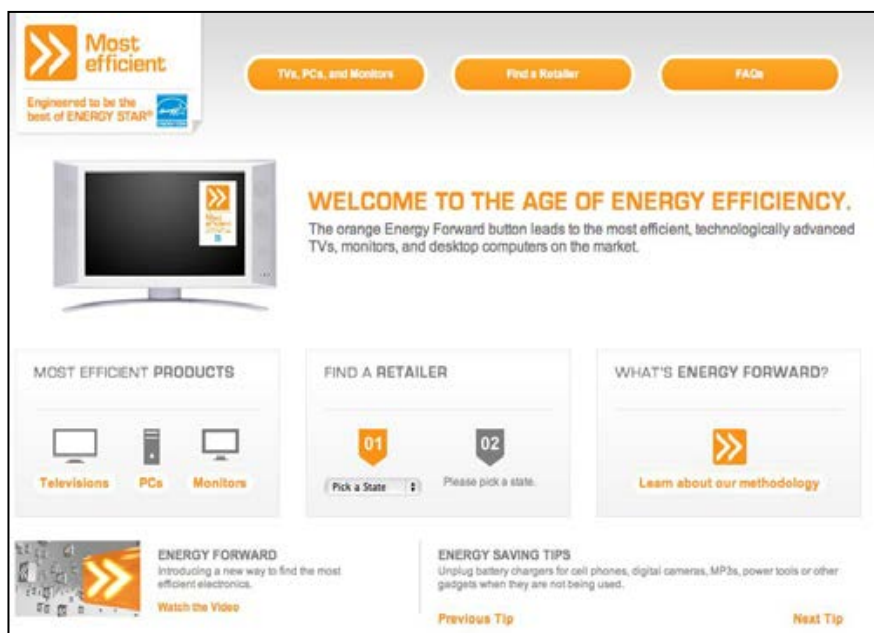 Most
efficient
Engineered to be the
best of ENERGY STAR®
TVs, PCs, and Monitors
Find a Retailer
FAQs
Most
efficient
WELCOME TO THE AGE OF ENERGY EFFICIENCY.
The orange Energy Forward button leads to the most efficient, technologically advanced
TVs, monitors, and desktop computers on the market.
MOST EFFICIENT PRODUCTS
Televisions
PCs
Monitors
FIND A RETAILER
01
Pick a State
02
Please pick a state.
WHAT'S ENERGY FORWARD?
Learn about our methodology
ENERGY FORWARD
Introducing a new way to find the most
efficient electronics.
Watch the Video
ENERGY SAVING TIPS
Unplug battery chargers for cell phones, digital cameras, MP3s, power tools or other
gadgets when they are not being used.
Previous Tip
Next Tip